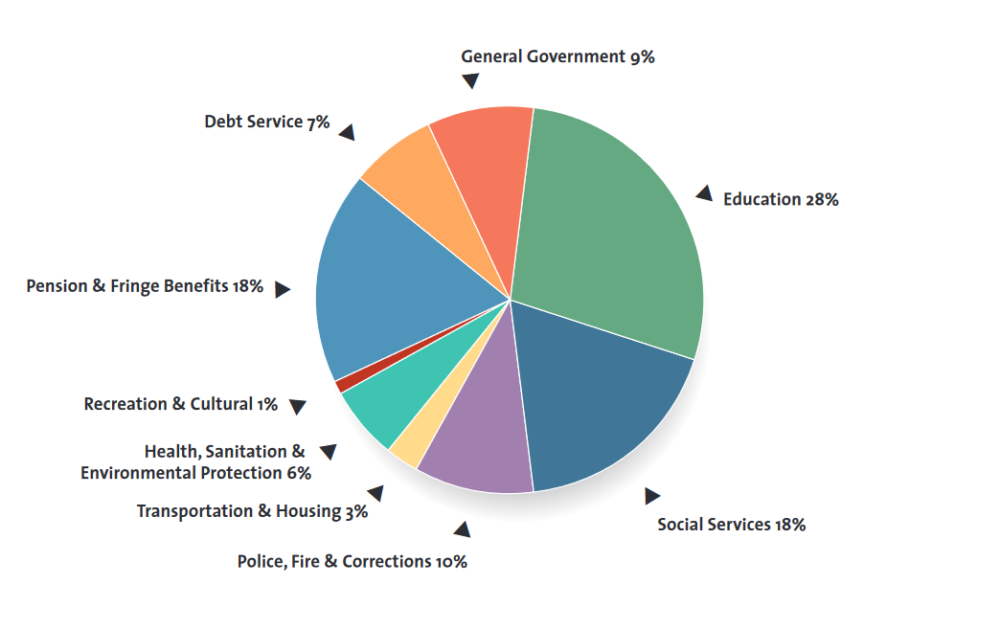 General Government 9%
Debt Service 7%
Education 28%
Pension & Fringe Benefits 18%
Recreation & Cultural 1%
Health, Sanitation &
Environmental Protection 6%
Transportation & Housing 3%
Social Services 18%
Police, Fire & Corrections 10%